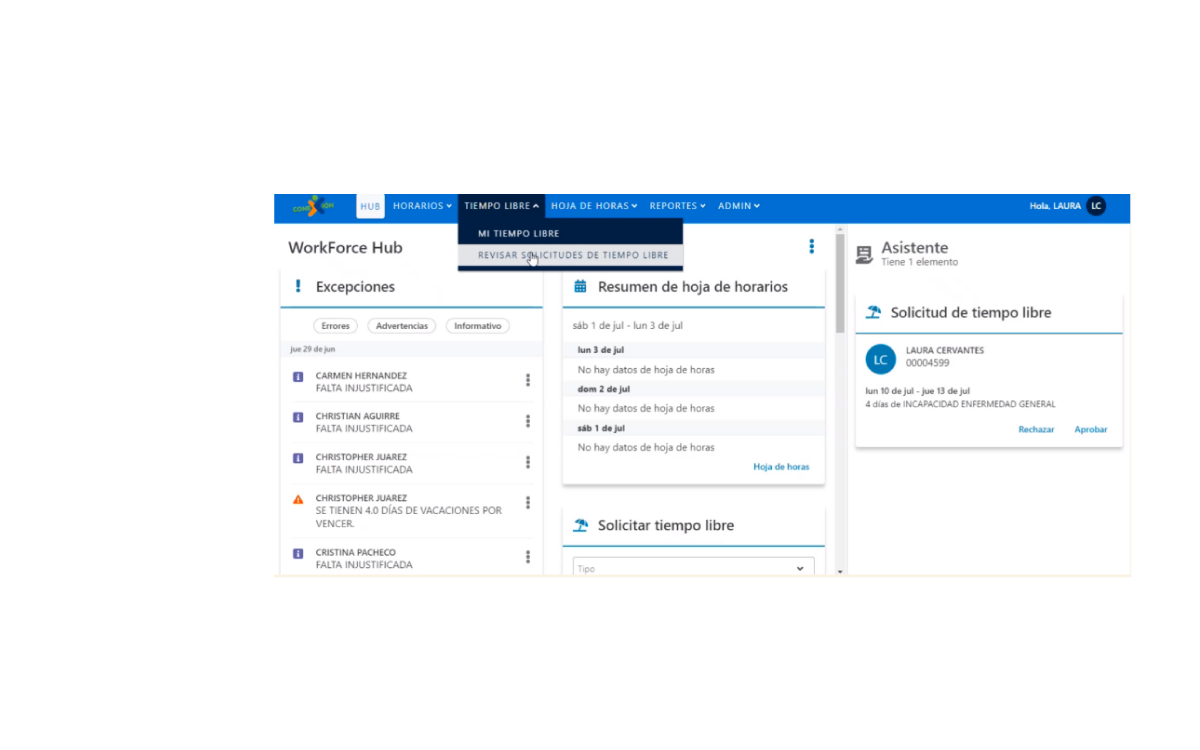 CONEXIÓN
HUB
HORARIOS
TIEMPO LIBRE
HOJA DE HORAS
REPORTES
ADMIN
Hola, LAURA
LC
MI TIEMPO LIBRE
REVISAR SOLICITUDES DE TIEMPO LIBRE
WorkForce Hub
Excepciones
Errores
Advertencias
Informativo
jue 29 de jun
CARMEN HERNANDEZ
FALTA INJUSTIFICADA
CHRISTIAN AGUIRRE
FALTA INJUSTIFICADA
CHRISTOPHER JUAREZ
FALTA INJUSTIFICADA
CHRISTOPHER JUAREZ
SE TIENEN 4.0 DÍAS DE VACACIONES POR
VENCER.
CRISTINA PACHECO
FALTA INJUSTIFICADA
Resumen de hoja de horarios
sáb 1 de jul - lun 3 de jul
lun 3 de jul
No hay datos de hoja de horas
dom 2 de jul
No hay datos de hoja de horas
sáb 1 de jul
No hay datos de hoja de horas
Hoja de horas
Solicitar tiempo libre
Tipo
Asistente
Tiene 1 elemento
Solicitud de tiempo libre
LC
LAURA CERVANTES
00004599
lun 10 de jul - jue 13 de jul
4 días de INCAPACIDAD ENFERMEDAD GENERAL
Rechazar
Aprobar